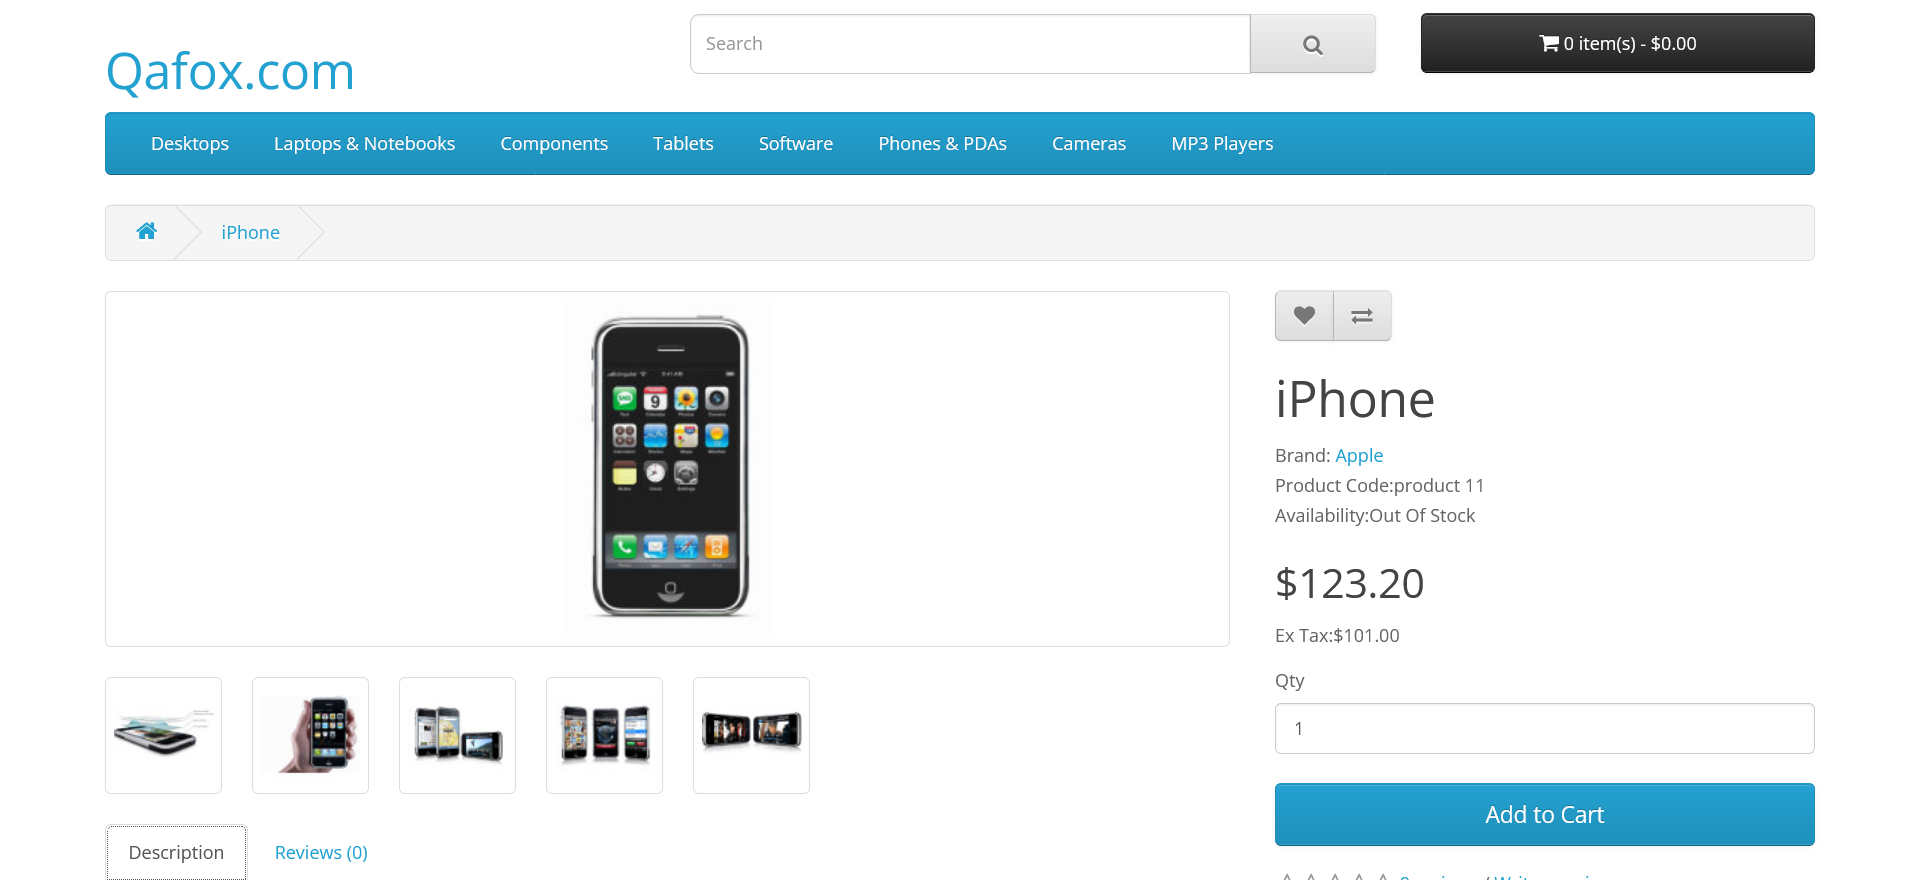 Qafox.com
Search
0 item(s) - $0.00
Desktops
Laptops & Notebooks
Components
Tablets
Software
Phones & PDAs
Cameras
MP3 Players
iPhone
iPhone
Brand: Apple
Product Code:product 11
Availability:Out Of Stock
$123.20
Ex Tax:$101.00
Qty
1
Add to Cart
Description
Reviews (0)